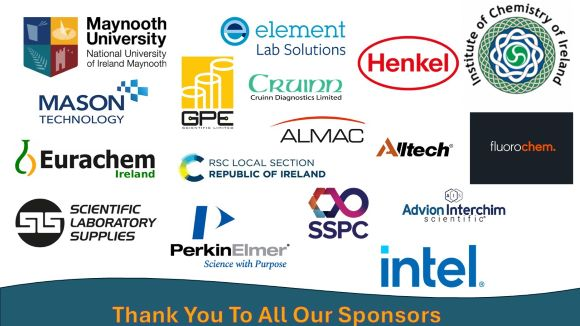 Maynooth
University
National University
of Ireland Maynooth
element
Lab Solutions
Henkel
Institute of Chemistry of Ireland
MASON
TECHNOLOGY
GPE
SCIENTIFIC LIMITED
Cruinn
Cruinn Diagnostics Limited
ALMAC
Alltech®
fluorochem.
Eurachem
Ireland
RSC LOCAL SECTION
REPUBLIC OF IRELAND
SLS
SCIENTIFIC
LABORATORY
SUPPLIES
PerkinElmer®
Science with Purpose
SSPC
Advion Interchim
scientific®
intel®
Thank You To All Our Sponsors